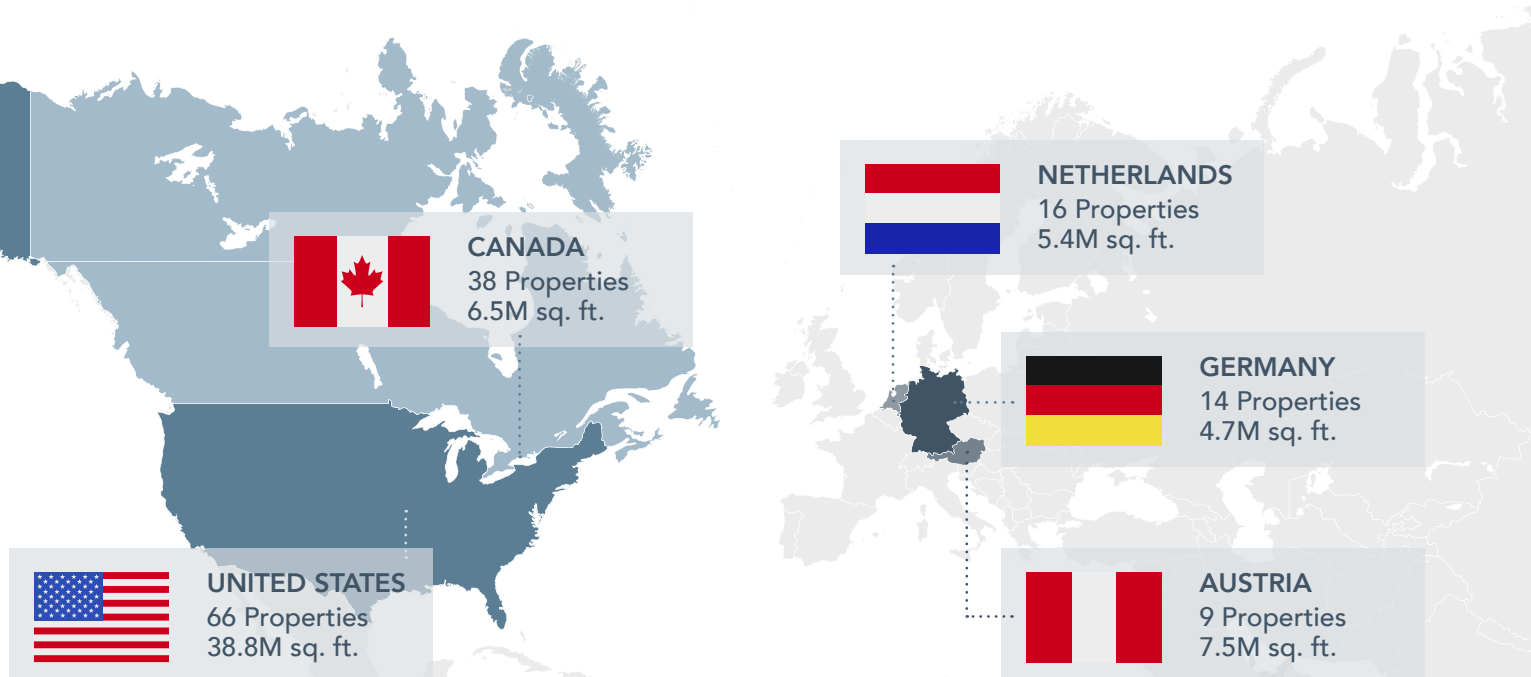 CANADA
38 Properties
6.5M sq. ft.
UNITED STATES
66 Properties
38.8M sq. ft.
NETHERLANDS
16 Properties
5.4M sq. ft.
GERMANY
14 Properties
4.7M sq. ft.
AUSTRIA
9 Properties
7.5M sq. ft.